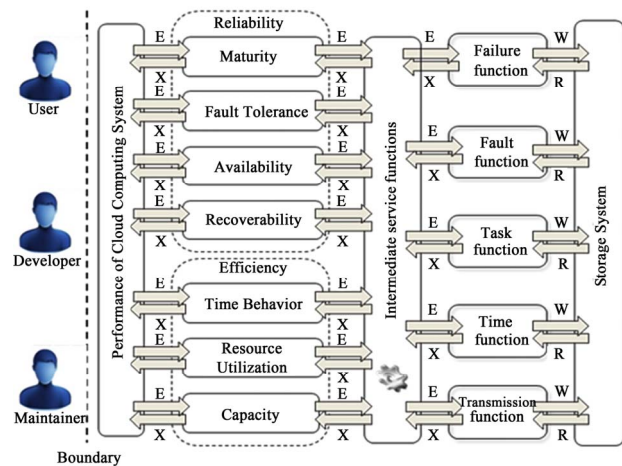 Reliability
E
E
E
W
Maturity
Failure
function
X
X
X
R
User
E
E
Fault Tolerance
X
X
E
W
E
E
Fault
function
Availability
X
X
X
R
E
E
Recoverability
E
W
Task
function
X
X
X
R
Developer
Performance of Cloud Computing System
Intermediate service functions
Storage System
Efficiency
E
E
Time Behavior
E
W
Time
function
X
X
X
R
E
E
Resource
Utilization
X
X
E
E
E
W
Capacity
Transmission
function
Maintainer
X
X
X
R
Boundary